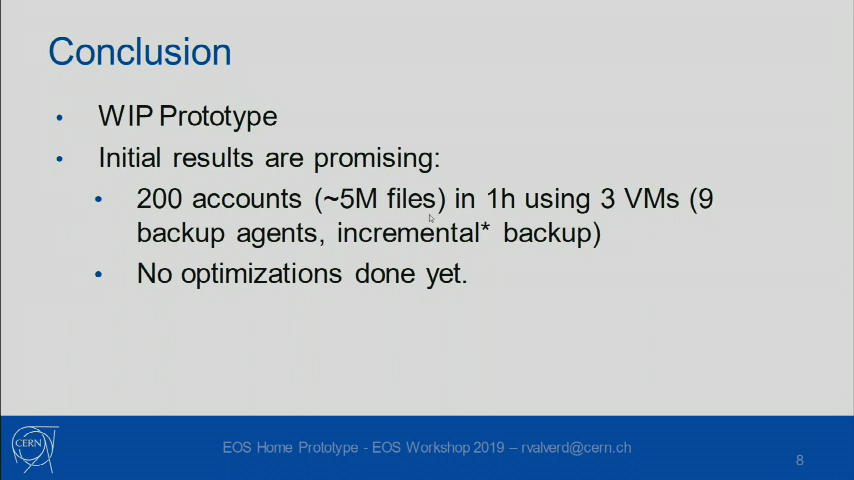 Conclusion
• WIP Prototype
• Initial results are promising:
• 200 accounts (~5M files) in 1h using 3 VMs (9
backup agents, incremental* backup)
• No optimizations done yet.
CERN
EOS Home Prototype - EOS Workshop 2019 – rvalverd@cern.ch
8